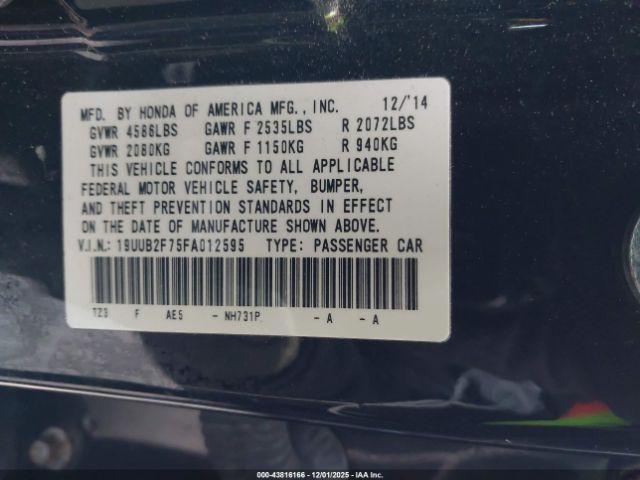 MFD. BY HONDA OF AMERICA MFG., INC. 12/'14
GVWR 4586LBS GAWR F 2535LBS R 2072LBS
GVWR 2080KG GAWR F 1150KG R 940KG
THIS VEHICLE CONFORMS TO ALL APPLICABLE
FEDERAL MOTOR VEHICLE SAFETY, BUMPER,
AND THEFT PREVENTION STANDARDS IN EFFECT
ON THE DATE OF MANUFACTURE SHOWN ABOVE.
V.I.N.: 19UUB2F75FA012595 TYPE: PASSENGER CAR
TZ3 F AE5 - NH731P. - A - A
000-43816166 - 12/01/2025 - IAA Inc.